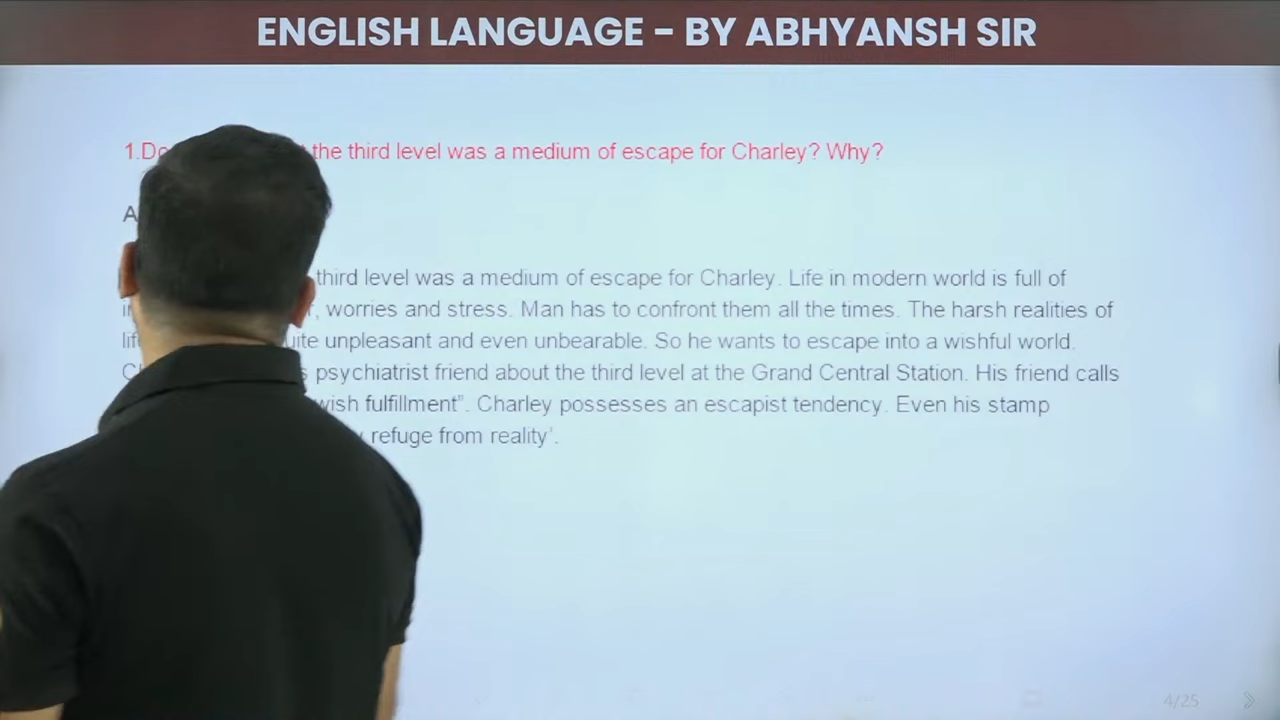 ENGLISH LANGUAGE - BY ABHYANSH SIR
1.Do the third level was a medium of escape for Charley? Why?
third level was a medium of escape for Charley. Life in modern world is full of
worries and stress. Man has to confront them all the times. The harsh realities of
unpleasant and even unbearable. So he wants to escape into a wishful world.
psychiatrist friend about the third level at the Grand Central Station. His friend calls
wish fulfillment”. Charley possesses an escapist tendency. Even his stamp
refuge from reality’.
4/25